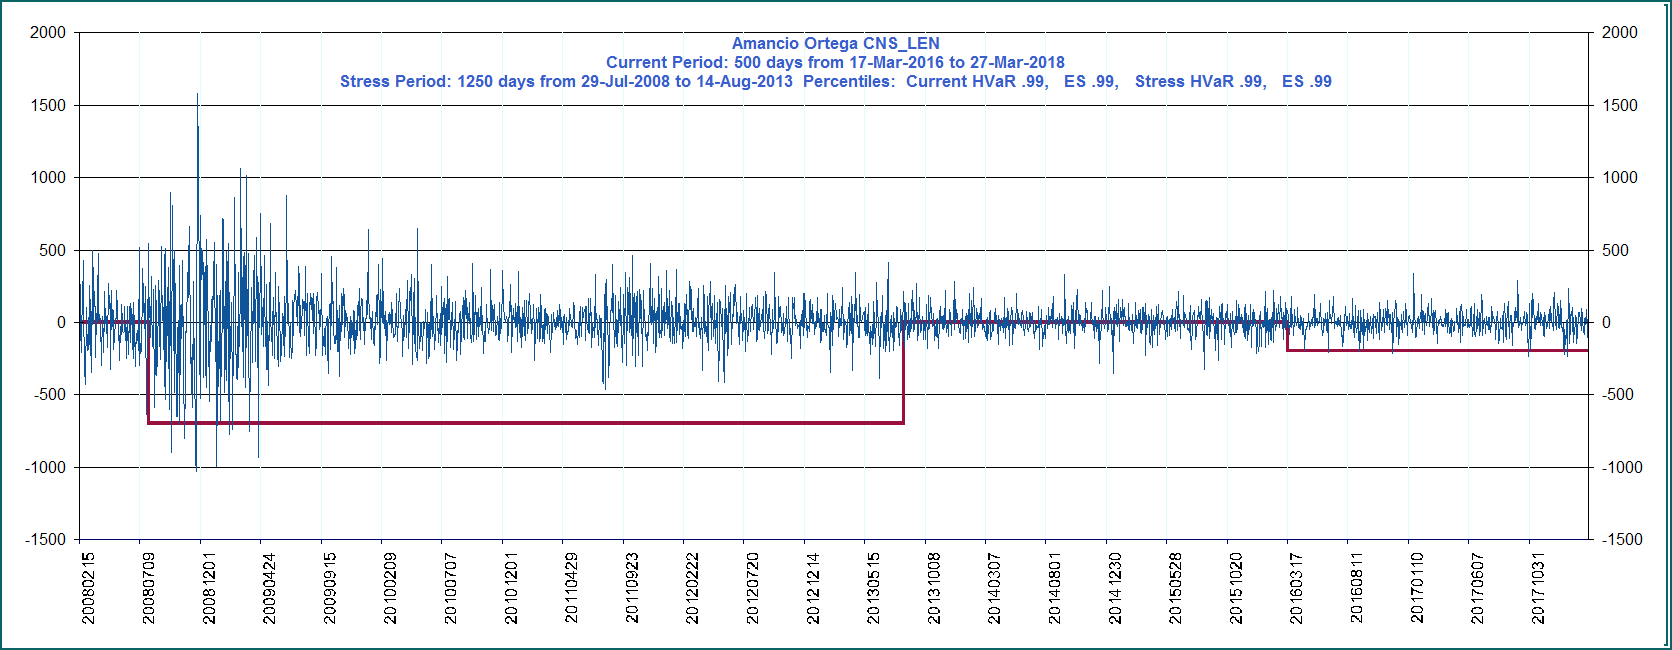 Amancio Ortega CNS_LEN
Current Period: 500 days from 17-Mar-2016 to 27-Mar-2018
Stress Period: 1250 days from 29-Jul-2008 to 14-Aug-2013  Percentiles:  Current HVaR .99,   ES .99,   Stress HVaR .99,   ES .99
2000 2000
1500 1500
1000 1000
500 500
0 0
-500 -500
-1000 -1000
-1500 -1500
20080215 20080709 20081201 20090424 20090915 20100209 20100707 20101201 20110429 20110923 20120222 20120720 20121214 20130515 20131008 20140307 20140801 20141230 20150528 20151020 20160317 20160811 20170110 20170607 20171031